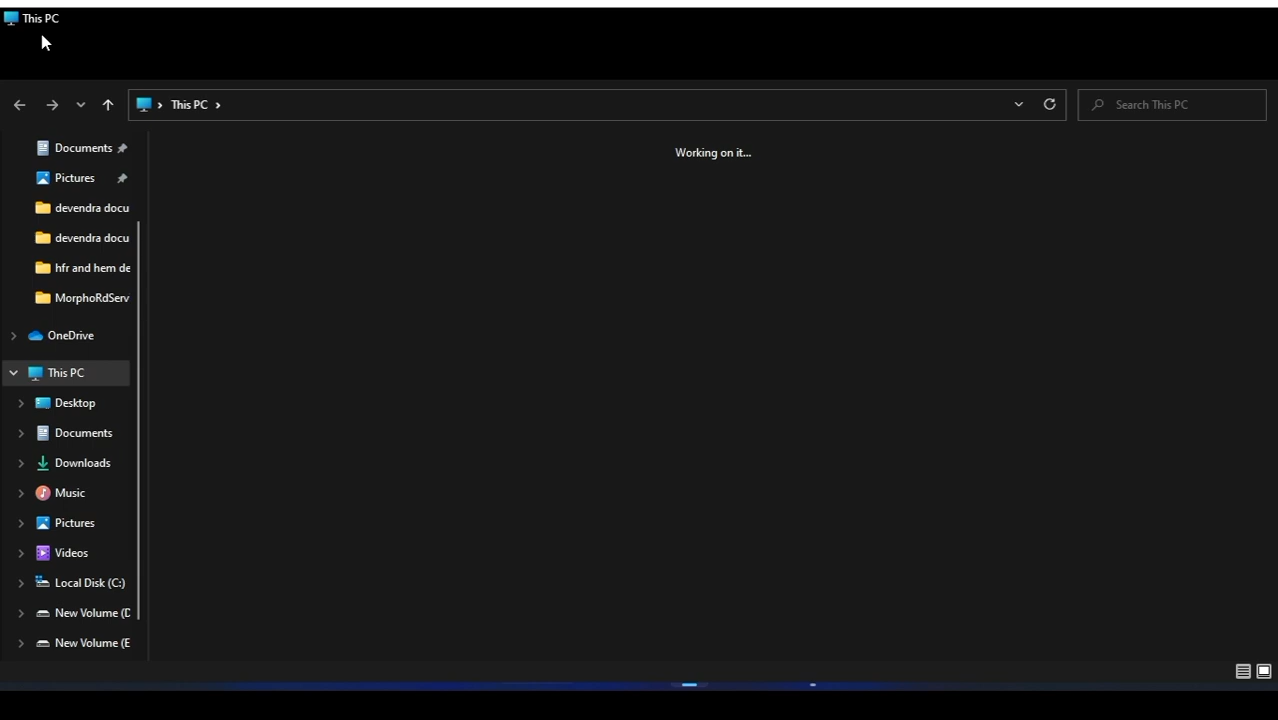 This PC
This PC
Search This PC
Working on it...
Documents
Pictures
devendra docu
devendra docu
hfr and hem de
MorphoRdServ
OneDrive
This PC
Desktop
Documents
Downloads
Music
Pictures
Videos
Local Disk (C:)
New Volume (D
New Volume (E